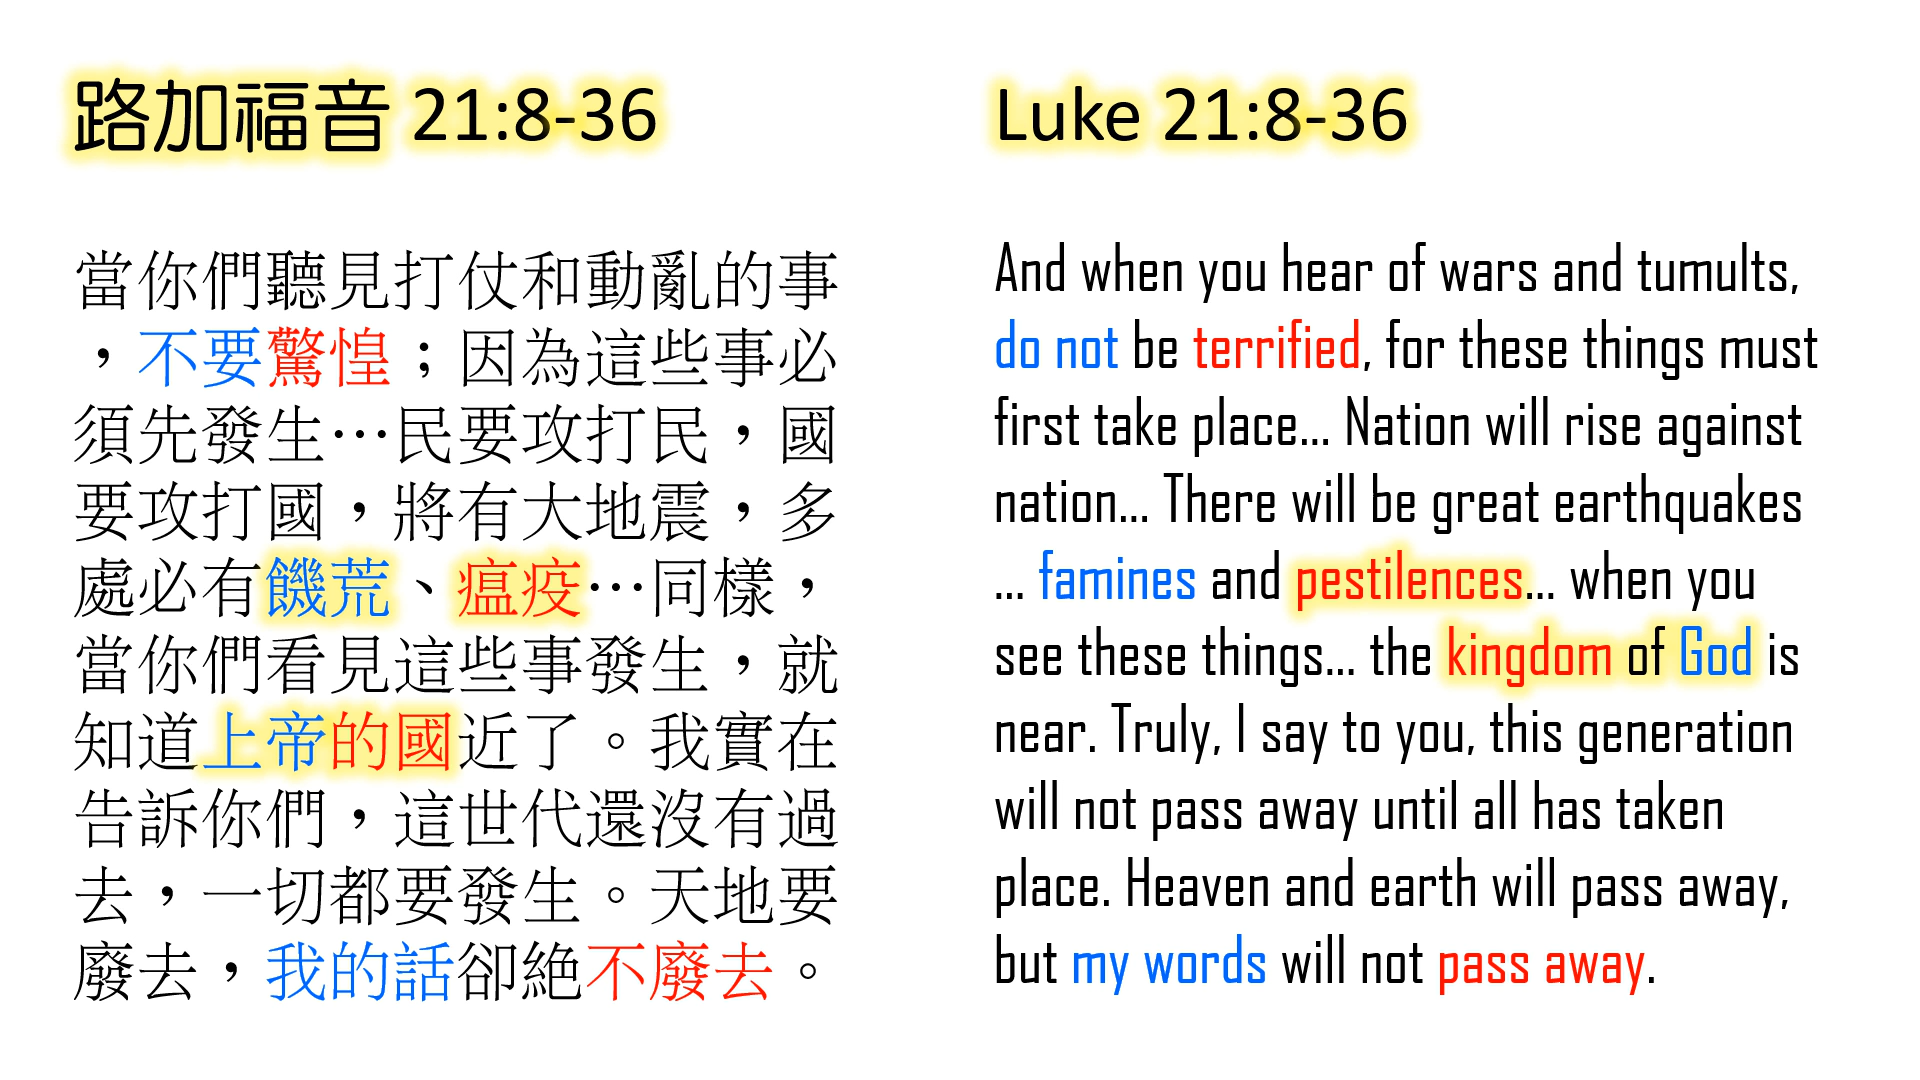 路加福音 21:8-36
當你們聽見打仗和動亂的事
，不要驚惶；因為這些事必
須先發生…民要攻打民，國
要攻打國，將有大地震，多
處必有饑荒、瘟疫…同樣，
當你們看見這些事發生，就
知道上帝的國近了。我實在
告訴你們，這世代還沒有過
去，一切都要發生。天地要
廢去，我的話卻絕不廢去。
Luke 21:8-36
And when you hear of wars and tumults,
do not be terrified, for these things must
first take place... Nation will rise against
nation... There will be great earthquakes
... famines and pestilences... when you
see these things... the kingdom of God is
near. Truly, I say to you, this generation
will not pass away until all has taken
place. Heaven and earth will pass away,
but my words will not pass away.